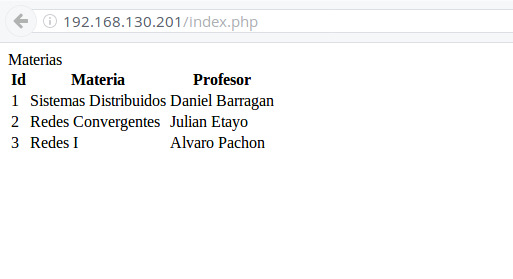 192.168.130.201/index.php
Materias
Id Materia Profesor
1 Sistemas Distribuidos Daniel Barragan
2 Redes Convergentes Julian Etayo
3 Redes I Alvaro Pachon